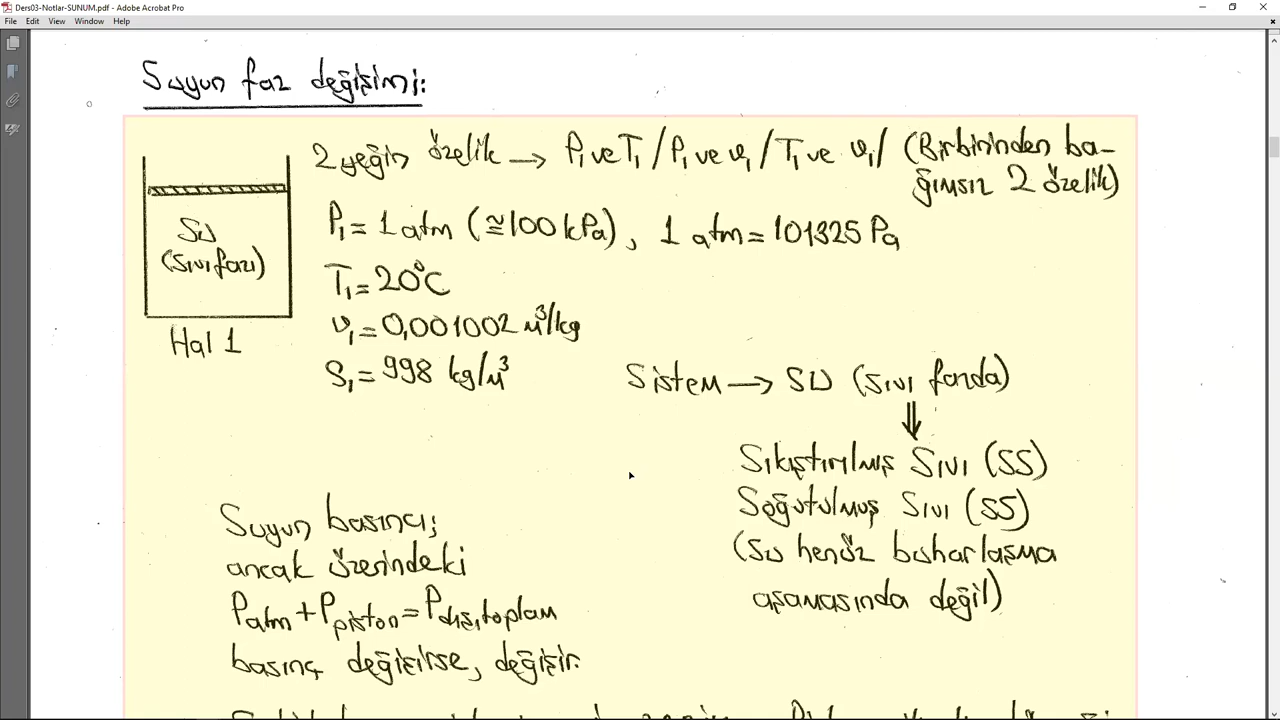 Ders03-Notlar-SUNUM.pdf - Adobe Acrobat Pro
File Edit View Window Help
Suyun faz değişimi:
2 yeğin özelik → P₁ ve T₁ / P₁ ve v₁ / T₁ ve v₁ / (Birbirinden ba-
ğımsız 2 özelik)
Su
(sıvı fazı)
Hal 1
P₁ = 1 atm (≅100 kPa), 1 atm = 101325 Pa
T₁ = 20°C
v₁ = 0,001002 m³/kg
ρ₁ = 998 kg/m³
Sistem → SU (sıvı fazda)
⇓
Sıkıştırılmış Sıvı (SS)
Soğutulmuş Sıvı (SS)
(Su henüz buharlaşma
aşamasında değil)
Suyun basıncı;
ancak üzerindeki
Patm + Ppiston = Pdış,toplam
basınç değişirse, değişir.